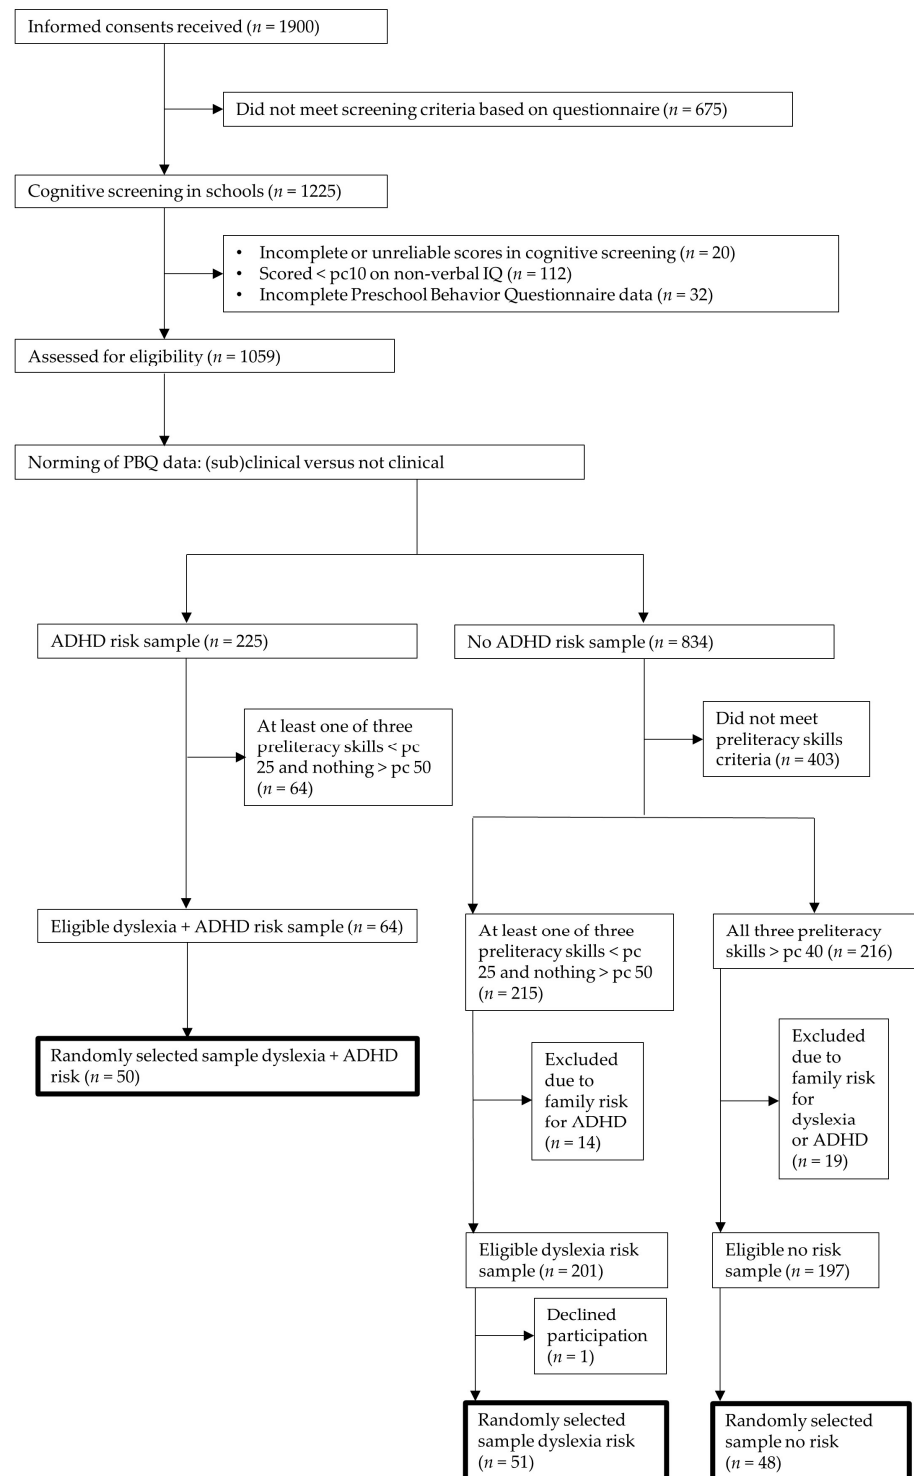 Informed consents received (n = 1900)
Did not meet screening criteria based on questionnaire (n = 675)
Cognitive screening in schools (n = 1225)
• Incomplete or unreliable scores in cognitive screening (n = 20)
• Scored < pc10 on non-verbal IQ (n = 112)
• Incomplete Preschool Behavior Questionnaire data (n = 32)
Assessed for eligibility (n = 1059)
Norming of PBQ data: (sub)clinical versus not clinical
ADHD risk sample (n = 225)
No ADHD risk sample (n = 834)
At least one of three
preliteracy skills < pc
25 and nothing > pc 50
(n = 64)
Did not meet
preliteracy skills
criteria (n = 403)
Eligible dyslexia + ADHD risk sample (n = 64)
At least one of three
preliteracy skills < pc
25 and nothing > pc 50
(n = 215)
All three preliteracy
skills > pc 40 (n = 216)
Randomly selected sample dyslexia + ADHD
risk (n = 50)
Excluded
due to
family risk
for ADHD
(n = 14)
Excluded
due to
family risk
for
dyslexia
or ADHD
(n = 19)
Eligible dyslexia risk
sample (n = 201)
Eligible no risk
sample (n = 197)
Declined
participation
(n = 1)
Randomly selected
sample dyslexia risk
(n = 51)
Randomly selected
sample no risk
(n = 48)